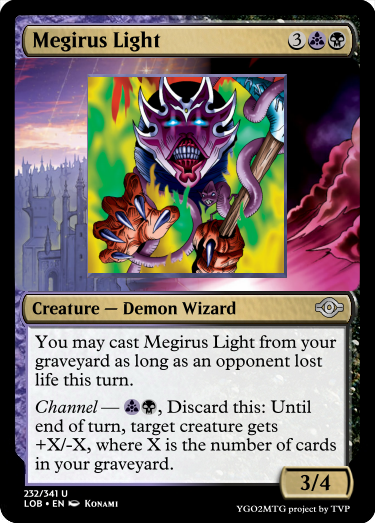 Megirus Light 3
Creature — Demon Wizard
You may cast Megirus Light from your
graveyard as long as an opponent lost
life this turn.
Channel — , Discard this: Until
end of turn, target creature gets
+X/-X, where X is the number of cards
in your graveyard.
3/4
232/341 U
LOB • EN Konami
YGO2MTG project by TVP